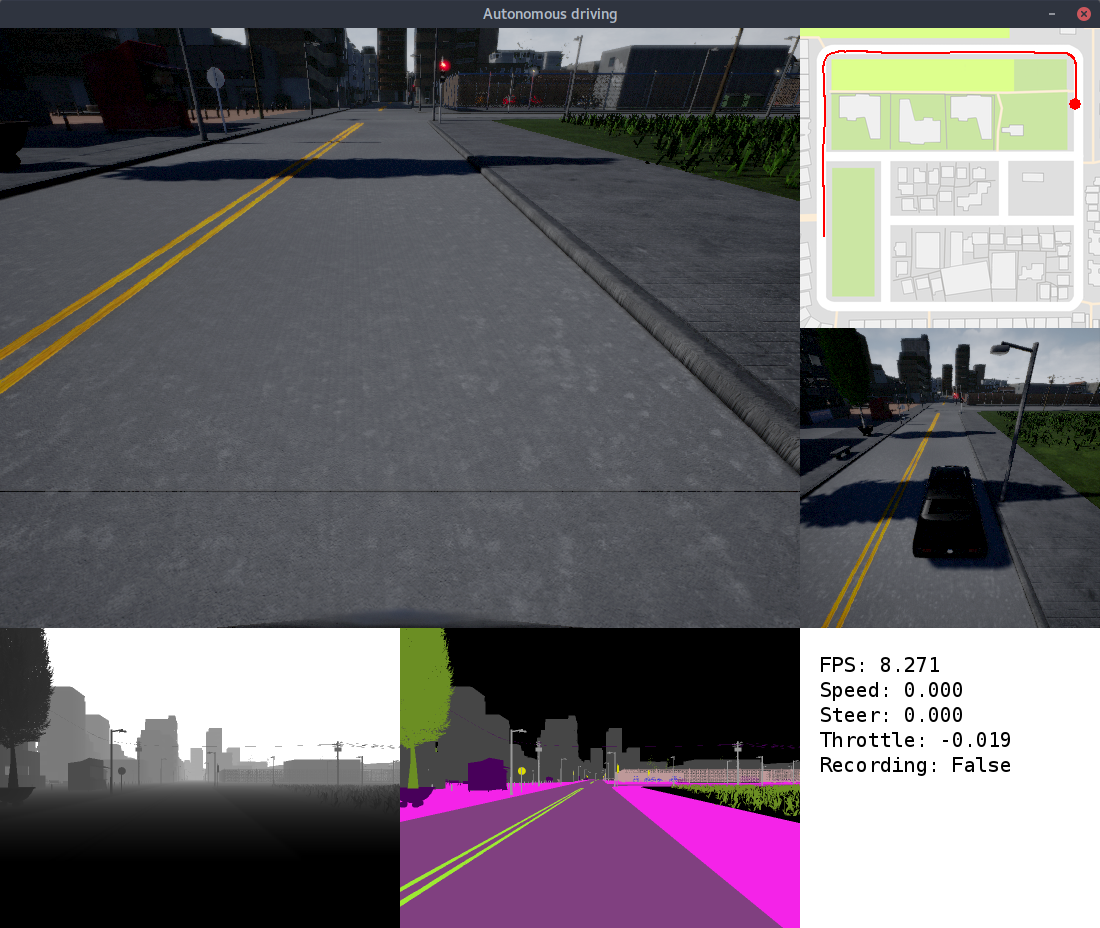 Autonomous driving
FPS: 8.271
Speed: 0.000
Steer: 0.000
Throttle: -0.019
Recording: False